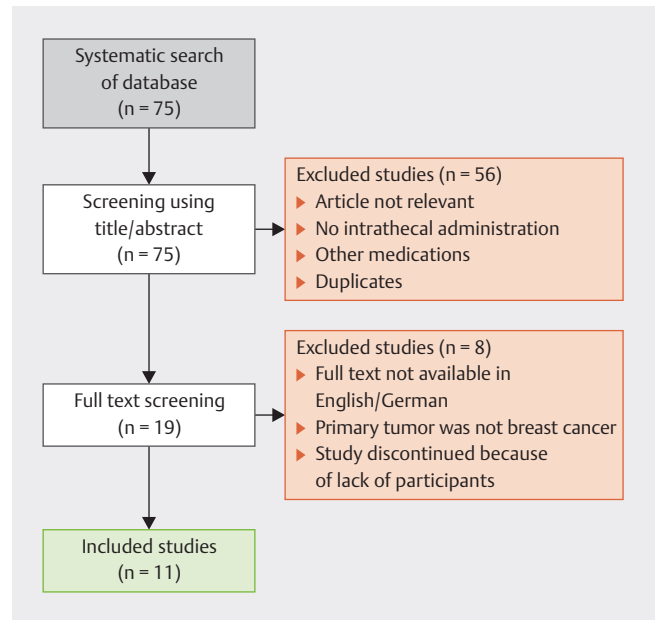 Systematic search
of database
(n = 75)
Screening using
title/abstract
(n = 75)
Excluded studies (n = 56)
▶ Article not relevant
▶ No intrathecal administration
▶ Other medications
▶ Duplicates
Full text screening
(n = 19)
Excluded studies (n = 8)
▶ Full text not available in
English/German
▶ Primary tumor was not breast cancer
▶ Study discontinued because
of lack of participants
Included studies
(n = 11)